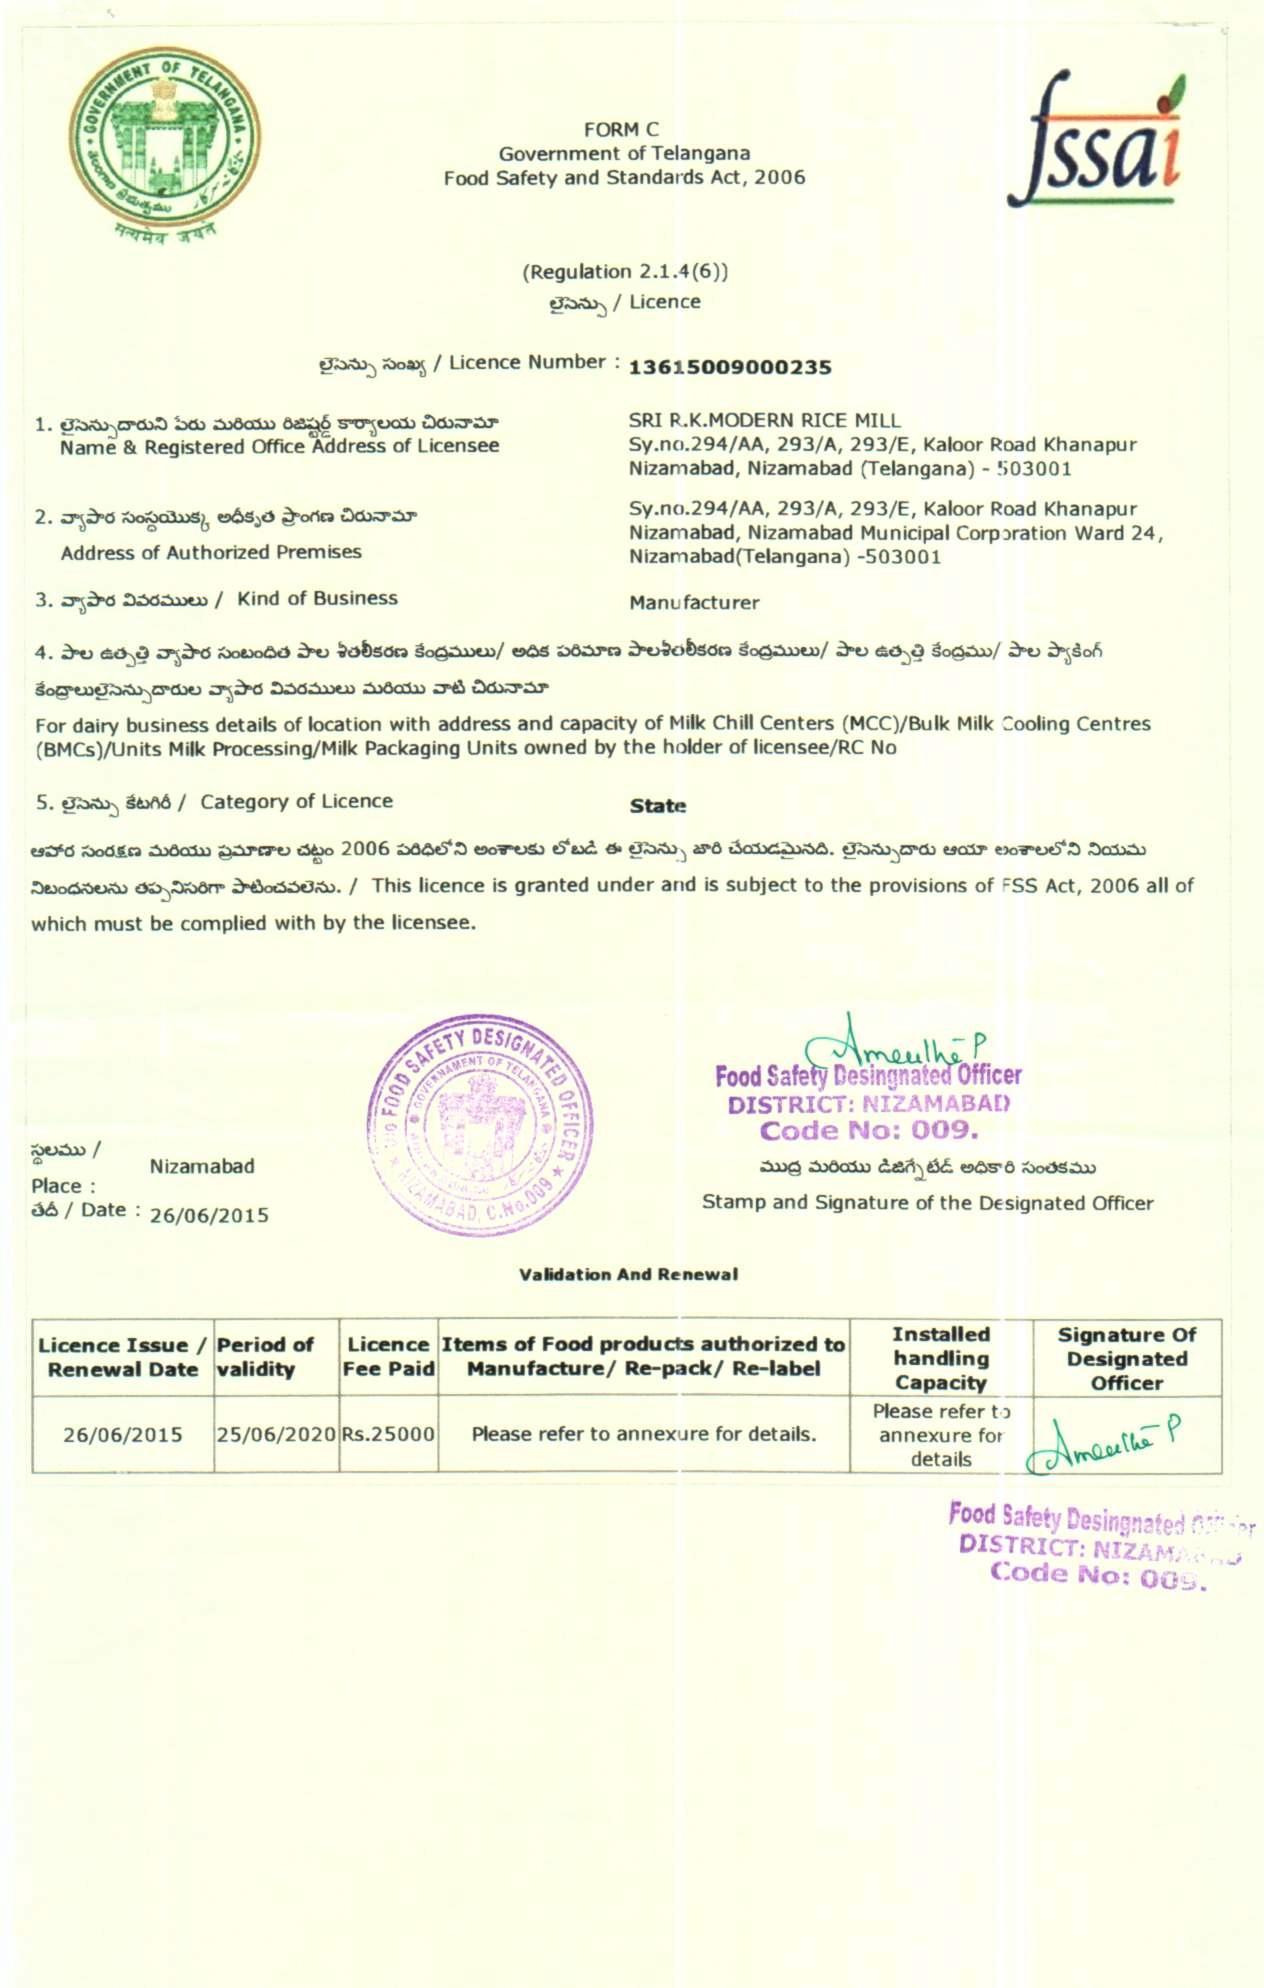 GOVERNMENT OF TELANGANA
सत्यमेव जयते
fssai
FORM C
Government of Telangana
Food Safety and Standards Act, 2006
(Regulation 2.1.4(6))
లైసెన్సు / Licence
లైసెన్సు సంఖ్య / Licence Number : 13615009000235
1. లైసెన్సుదారుని పేరు మరియు రిజిష్టర్డ్ కార్యాలయ చిరునామా
Name & Registered Office Address of Licensee
SRI R.K.MODERN RICE MILL
Sy.no.294/AA, 293/A, 293/E, Kaloor Road Khanapur
Nizamabad, Nizamabad (Telangana) - 503001
2. వ్యాపార సంస్థయొక్క అధీకృత ప్రాంగణ చిరునామా
Address of Authorized Premises
Sy.no.294/AA, 293/A, 293/E, Kaloor Road Khanapur
Nizamabad, Nizamabad Municipal Corporation Ward 24,
Nizamabad(Telangana) -503001
3. వ్యాపార వివరములు / Kind of Business
Manufacturer
4. పాల ఉత్పత్తి వ్యాపార సంబంధిత పాల శీతలీకరణ కేంద్రములు/ అధిక పరిమాణ పాలశీతలీకరణ కేంద్రములు/ పాల ఉత్పత్తి కేంద్రము/ పాల ప్యాకింగ్
కేంద్రాలులైసెన్సుదారుల వ్యాపార వివరములు మరియు వాటి చిరునామా
For dairy business details of location with address and capacity of Milk Chill Centers (MCC)/Bulk Milk Cooling Centres
(BMCs)/Units Milk Processing/Milk Packaging Units owned by the holder of licensee/RC No
5. లైసెన్సు కేటగిరీ / Category of Licence
State
ఆహార సంరక్షణ మరియు ప్రమాణాల చట్టం 2006 పరిధిలోని అంశాలకు లోబడి ఈ లైసెన్సు జారి చేయడమైనది. లైసెన్సుదారు ఆయా అంశాలలోని నియమ
నిబంధనలను తప్పనిసరిగా పాటించవలెను. / This licence is granted under and is subject to the provisions of FSS Act, 2006 all of
which must be complied with by the licensee.
FOOD SAFETY DESIGNATED OFFICER
GOVERNAMENT OF TELANGANA
NIZAMABAD, C.No.009
Food Safety Desingnated Officer
DISTRICT: NIZAMABAD
Code No: 009.
ముద్ర మరియు డిజిగ్నేటేడ్ అధికారి సంతకము
Stamp and Signature of the Designated Officer
స్థలము /
Place :
Nizamabad
తేదీ / Date : 26/06/2015
Validation And Renewal
Licence Issue / Renewal Date
Period of validity
Licence Fee Paid
Items of Food products authorized to Manufacture/ Re-pack/ Re-label
Installed handling Capacity
Signature Of Designated Officer
26/06/2015
25/06/2020
Rs.25000
Please refer to annexure for details.
Please refer to annexure for details
Food Safety Desingnated Officer
DISTRICT: NIZAMABAD
Code No: 009.